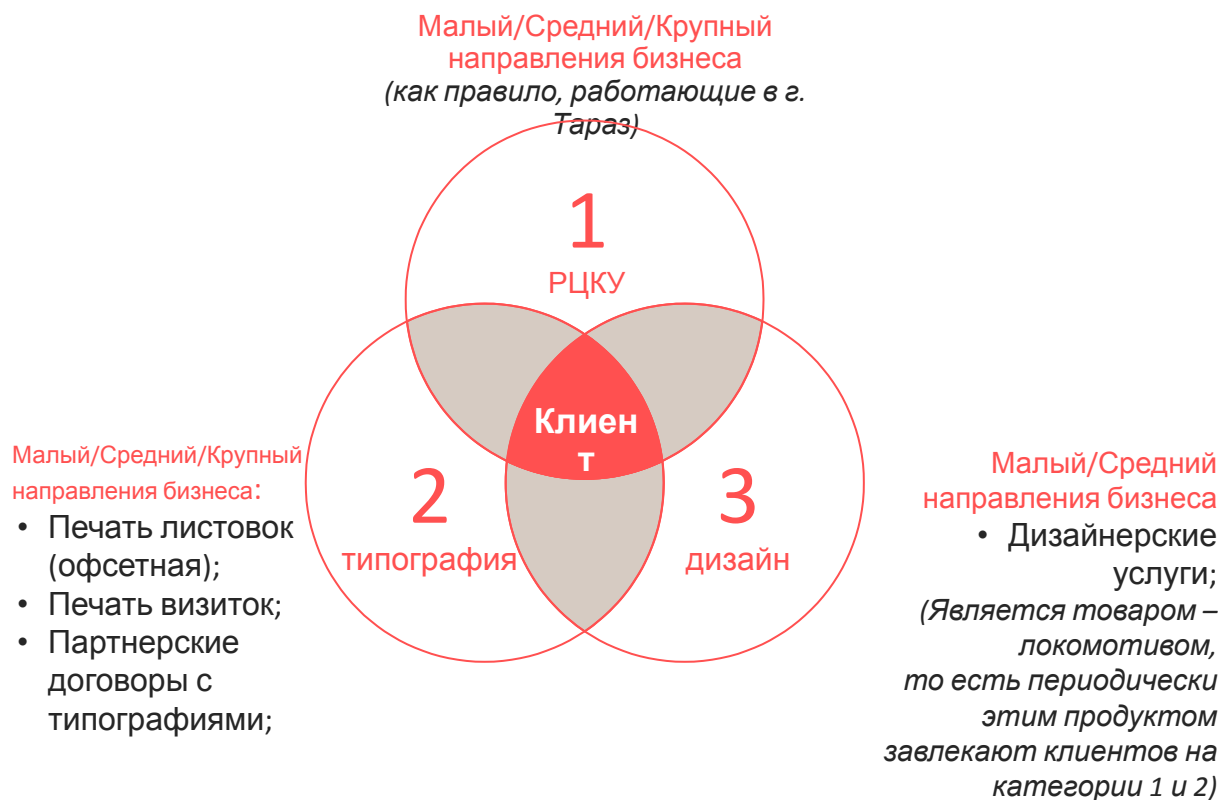 Малый/Средний/Крупный
направления бизнеса
(как правило, работающие в г.
Тараз)
1
РЦКУ
Клиен
т
2
типография
3
дизайн
Малый/Средний/Крупный
направления бизнеса:
• Печать листовок
(офсетная);
• Печать визиток;
• Партнерские
договоры с
типографиями;
Малый/Средний
направления бизнеса
• Дизайнерские
услуги;
(Является товаром –
локомотивом,
то есть периодически
этим продуктом
завлекают клиентов на
категории 1 и 2)